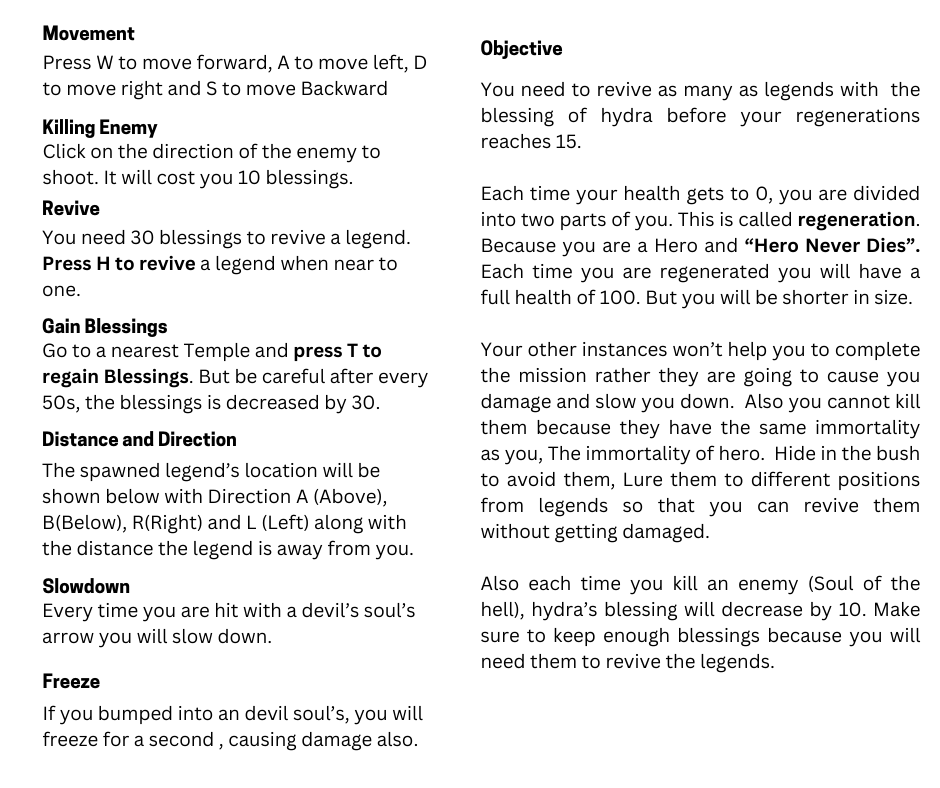 Movement
Press W to move forward, A to move left, D
to move right and S to move Backward
Killing Enemy
Click on the direction of the enemy to
shoot. It will cost you 10 blessings.
Revive
You need 30 blessings to revive a legend.
Press H to revive a legend when near to
one.
Gain Blessings
Go to a nearest Temple and press T to
regain Blessings. But be careful after every
50s, the blessings is decreased by 30.
Distance and Direction
The spawned legend’s location will be
shown below with Direction A (Above),
B(Below), R(Right) and L (Left) along with
the distance the legend is away from you.
Slowdown
Every time you are hit with a devil’s soul’s
arrow you will slow down.
Freeze
If you bumped into an devil soul’s, you will
freeze for a second , causing damage also.
Objective
You need to revive as many as legends with the
blessing of hydra before your regenerations
reaches 15.
Each time your health gets to 0, you are divided
into two parts of you. This is called regeneration.
Because you are a Hero and “Hero Never Dies”.
Each time you are regenerated you will have a
full health of 100. But you will be shorter in size.
Your other instances won’t help you to complete
the mission rather they are going to cause you
damage and slow you down. Also you cannot kill
them because they have the same immortality
as you, The immortality of hero. Hide in the bush
to avoid them, Lure them to different positions
from legends so that you can revive them
without getting damaged.
Also each time you kill an enemy (Soul of the
hell), hydra’s blessing will decrease by 10. Make
sure to keep enough blessings because you will
need them to revive the legends.